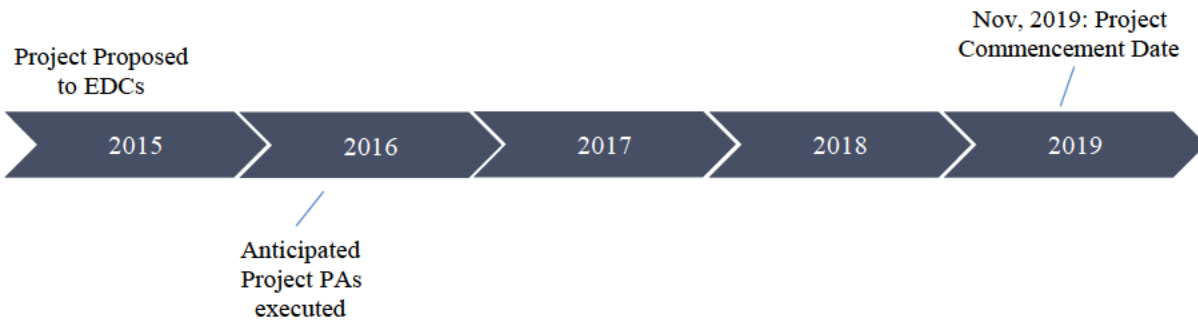 Nov, 2019: Project
Commencement Date
Project Proposed
to EDCs
2015
2016
2017
2018
2019
Anticipated
Project PAs
executed